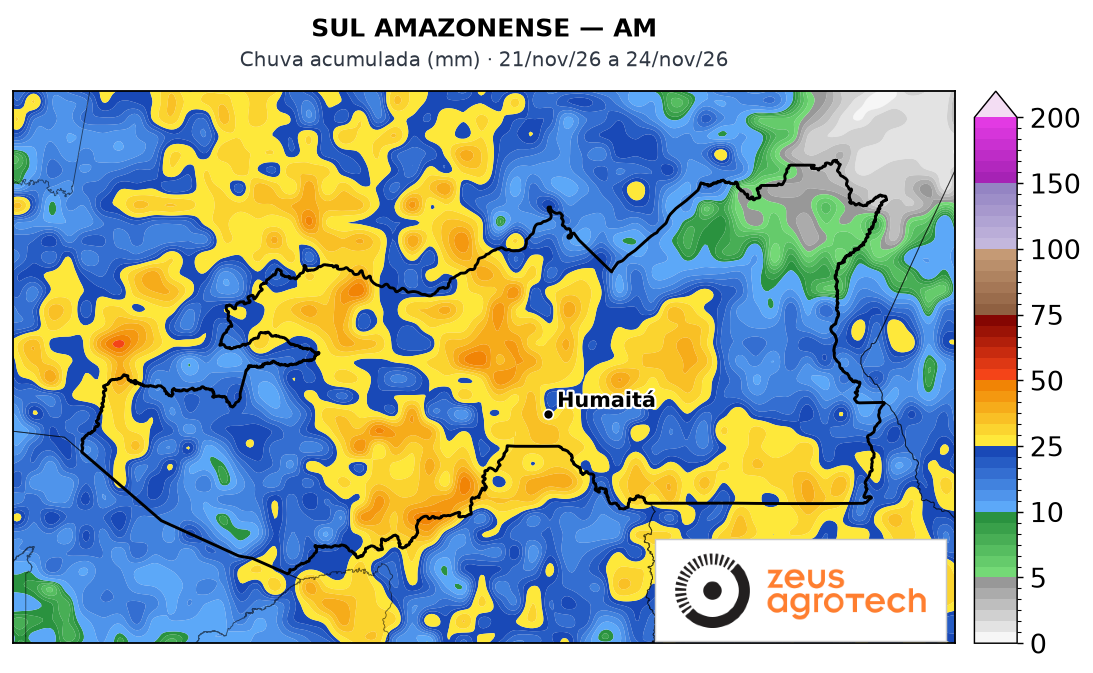 SUL AMAZONENSE — AM
Chuva acumulada (mm) · 21/nov/26 a 24/nov/26
Humaitá
200
150
100
75
50
25
10
5
0
zeus
agrotech